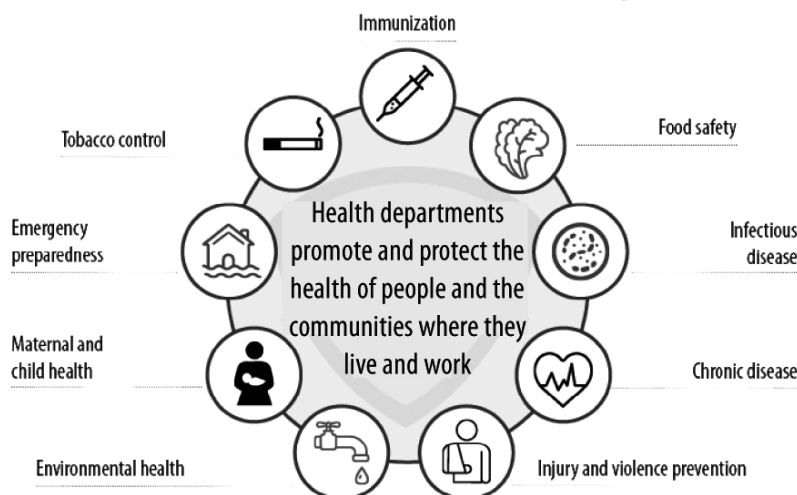 Immunization
Tobacco control
Food safety
Emergency
preparedness
Health departments
promote and protect the
health of people and the
communities where they
live and work
Infectious
disease
Maternal and
child health
Chronic disease
Environmental health
Injury and violence prevention